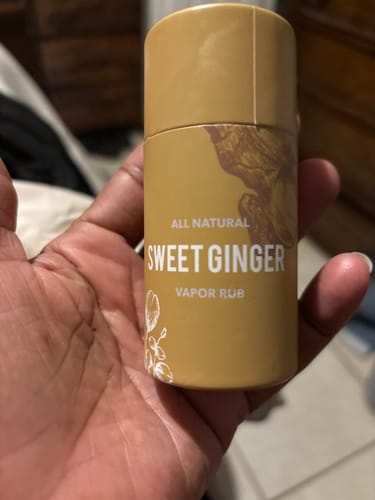 ALL NATURAL
SWEET GINGER
VAPOR RUB